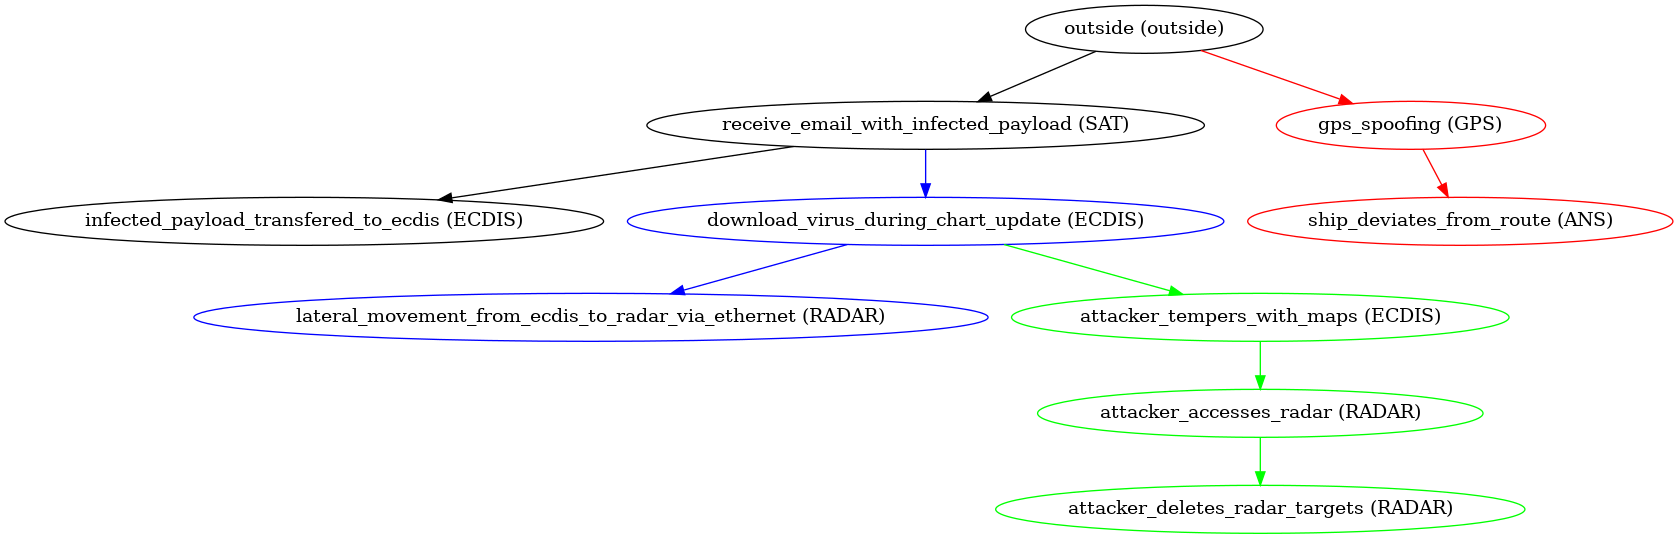 outside (outside)
receive_email_with_infected_payload (SAT)
gps_spoofing (GPS)
infected_payload_transfered_to_ecdis (ECDIS)
download_virus_during_chart_update (ECDIS)
ship_deviates_from_route (ANS)
lateral_movement_from_ecdis_to_radar_via_ethernet (RADAR)
attacker_tempers_with_maps (ECDIS)
attacker_accesses_radar (RADAR)
attacker_deletes_radar_targets (RADAR)